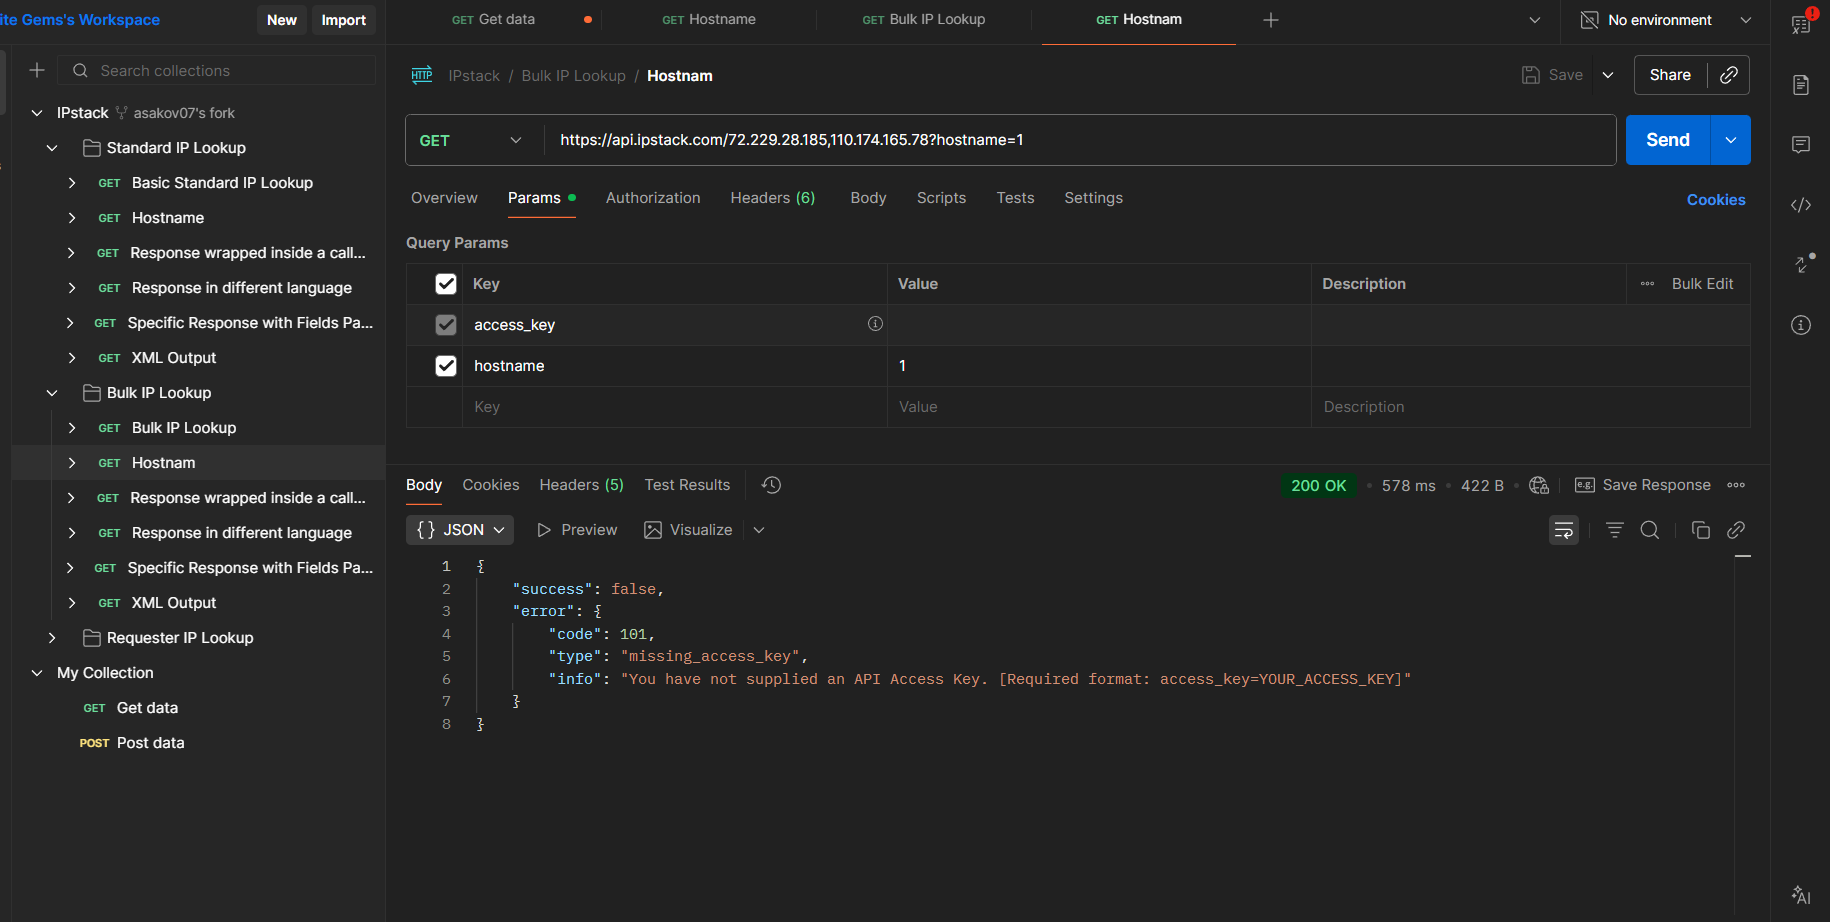 ite Gems's Workspace
New
Import
GET Get data
GET Hostname
GET Bulk IP Lookup
GET Hostnam
No environment
Search collections
IPstack asakov07's fork
Standard IP Lookup
GET Basic Standard IP Lookup
GET Hostname
GET Response wrapped inside a call...
GET Response in different language
GET Specific Response with Fields Pa...
GET XML Output
Bulk IP Lookup
GET Bulk IP Lookup
GET Hostnam
GET Response wrapped inside a call...
GET Response in different language
GET Specific Response with Fields Pa...
GET XML Output
Requester IP Lookup
My Collection
GET Get data
POST Post data
HTTP IPstack / Bulk IP Lookup / Hostnam
Save
Share
GET
https://api.ipstack.com/72.229.28.185,110.174.165.78?hostname=1
Send
Overview Params Authorization Headers (6) Body Scripts Tests Settings
Cookies
Query Params
Key Value Description Bulk Edit
access_key
hostname 1
Key Value Description
Body Cookies Headers (5) Test Results
200 OK • 578 ms • 422 B
e.g. Save Response
{} JSON Preview Visualize
1 {
2 "success": false,
3 "error": {
4 "code": 101,
5 "type": "missing_access_key",
6 "info": "You have not supplied an API Access Key. [Required format: access_key=YOUR_ACCESS_KEY]"
7 }
8 }
AI